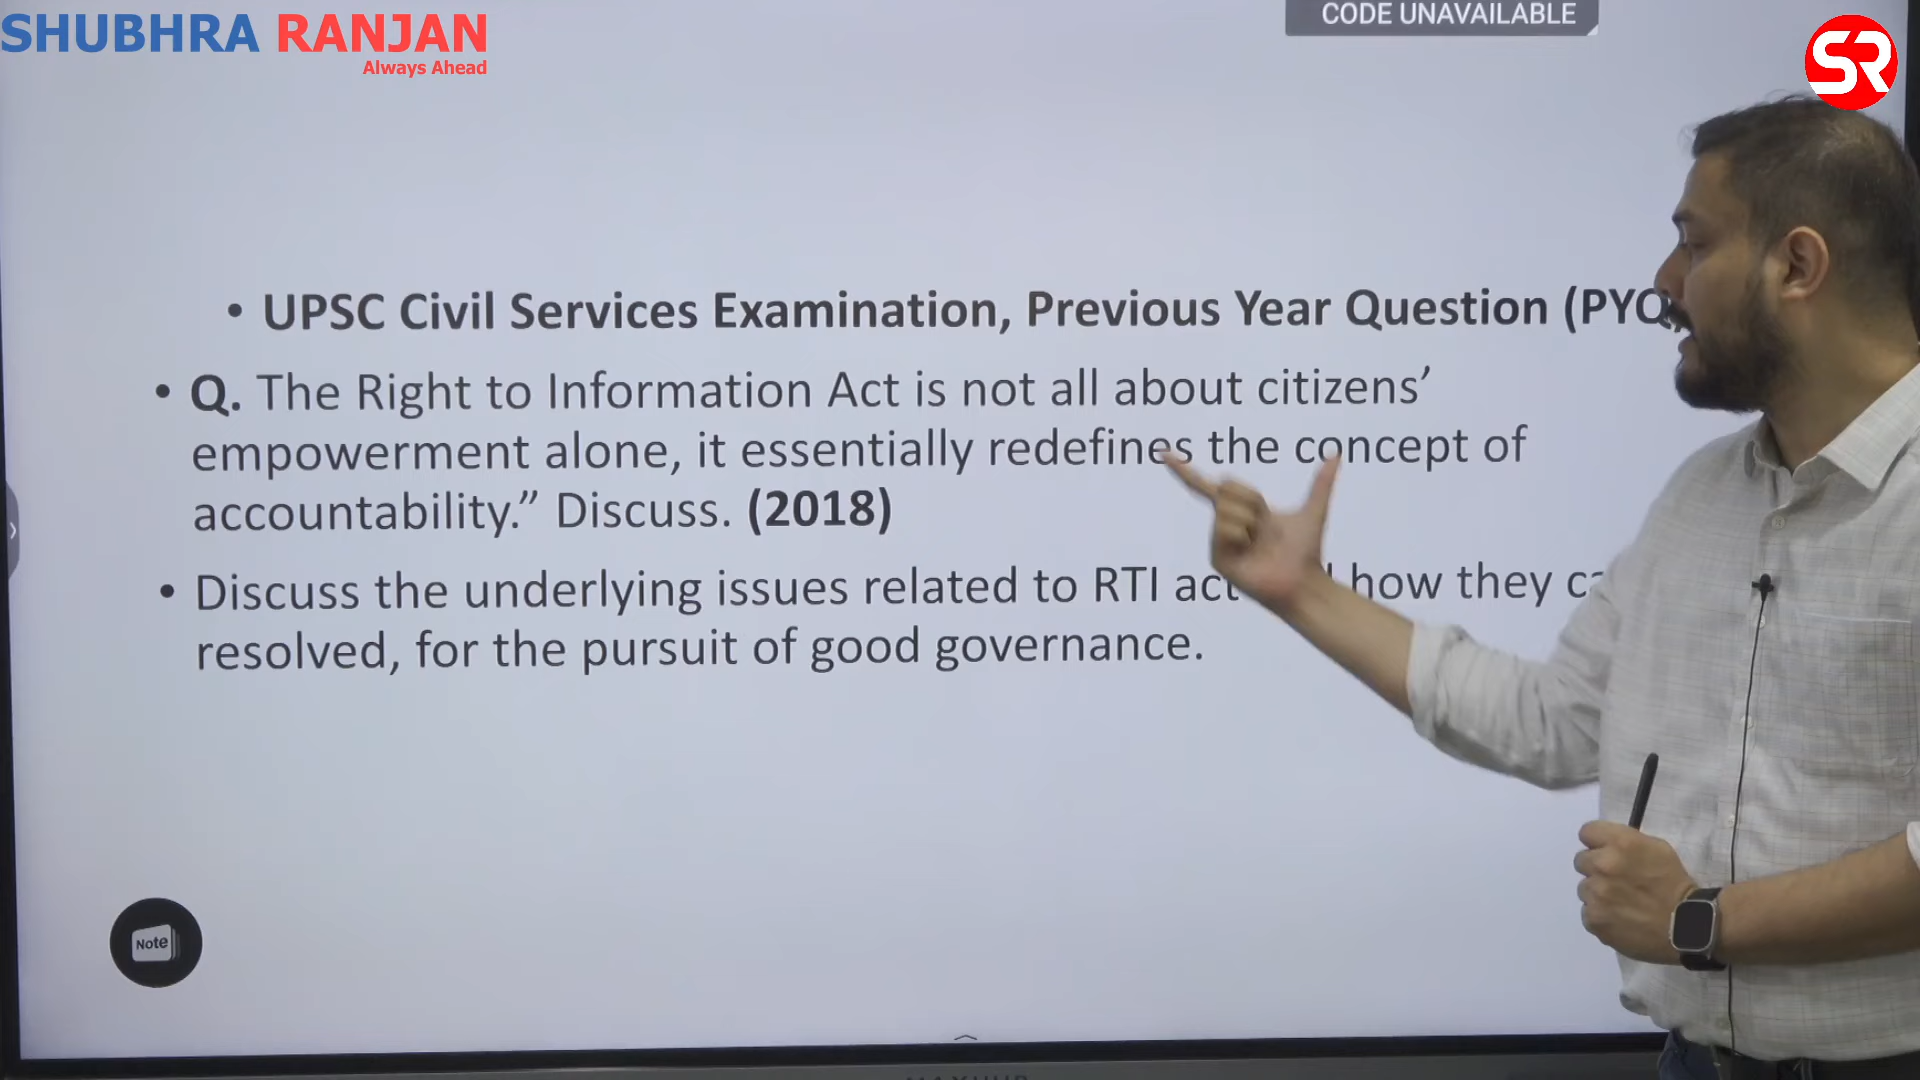 SHUBHRA RANJAN
Always Ahead
CODE UNAVAILABLE
SR
• UPSC Civil Services Examination, Previous Year Question (PYQ)
• Q. The Right to Information Act is not all about citizens’
empowerment alone, it essentially redefines the concept of
accountability.” Discuss. (2018)
• Discuss the underlying issues related to RTI act how they
resolved, for the pursuit of good governance.
Note